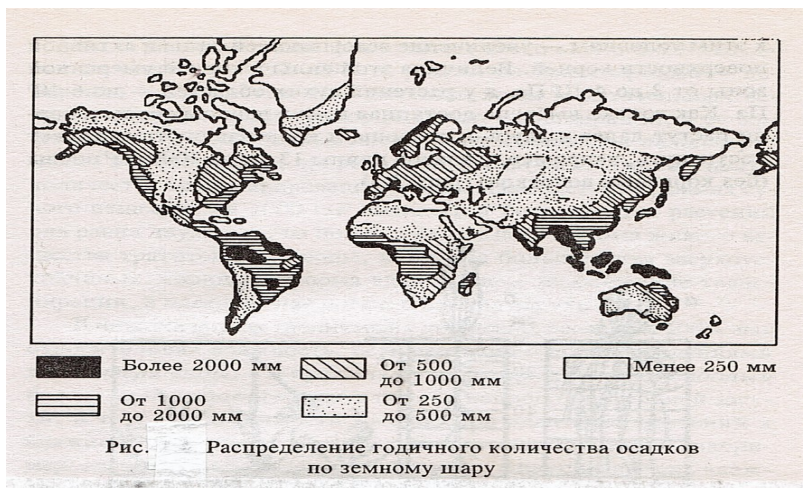 Более 2000 мм
От 500
до 1000 мм
Менее 250 мм
От 1000
до 2000 мм
От 250
до 500 мм
Рис. Распределение годичного количества осадков
по земному шару